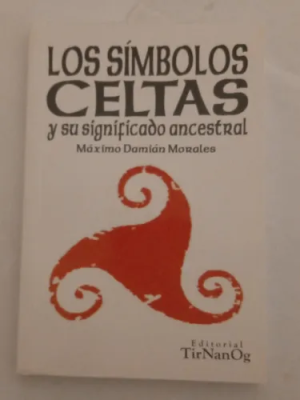 LOS SÍMBOLOS
CELTAS
y su significado ancestral
Máximo Damián Morales
Editorial
TirNanOg